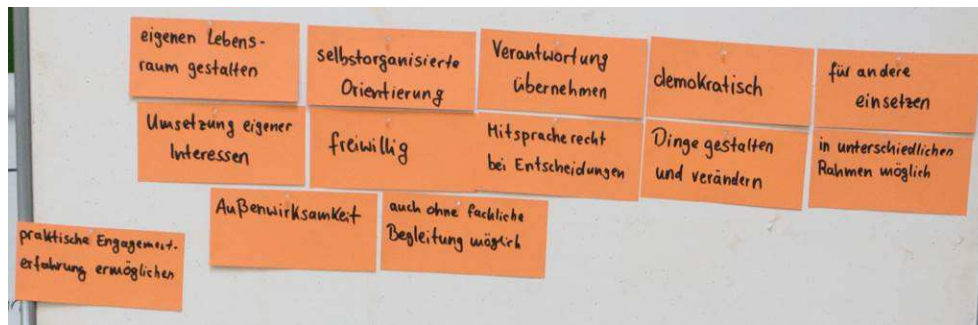 eigenen Lebens-
raum gestalten
selbstorganisierte
Orientierung
Verantwortung
übernehmen
demokratisch
für andere
einsetzen
Umsetzung eigener
Interessen
freiwillig
Mitspracherecht
bei Entscheidungen
Dinge gestalten
und verändern
in unterschiedlichen
Rahmen möglich
Außenwirksamkeit
auch ohne fachliche
Begleitung möglich
praktische Engagement-
erfahrung ermöglichen